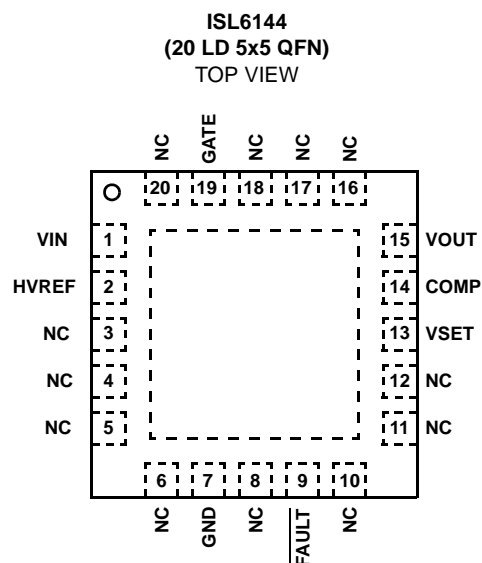 ISL6144
(20 LD 5x5 QFN)
TOP VIEW
NC GATE NC NC NC
20 19 18 17 16
VIN 1 15 VOUT
HVREF 2 14 COMP
NC 3 13 VSET
NC 4 12 NC
NC 5 11 NC
6 7 8 9 10
NC GND NC FAULT NC